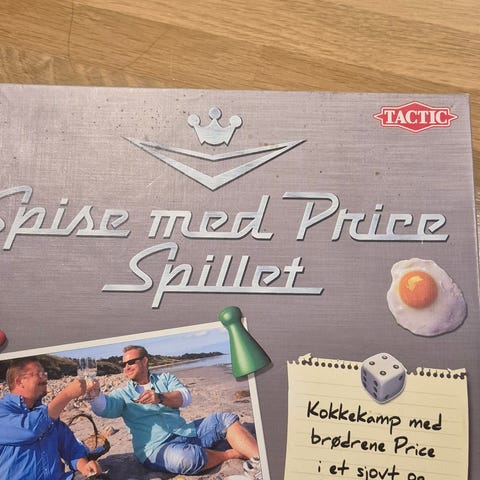 TACTIC
Spise med Price
Spillet
Kokkekamp med
brødrene Price
i et sjovt og